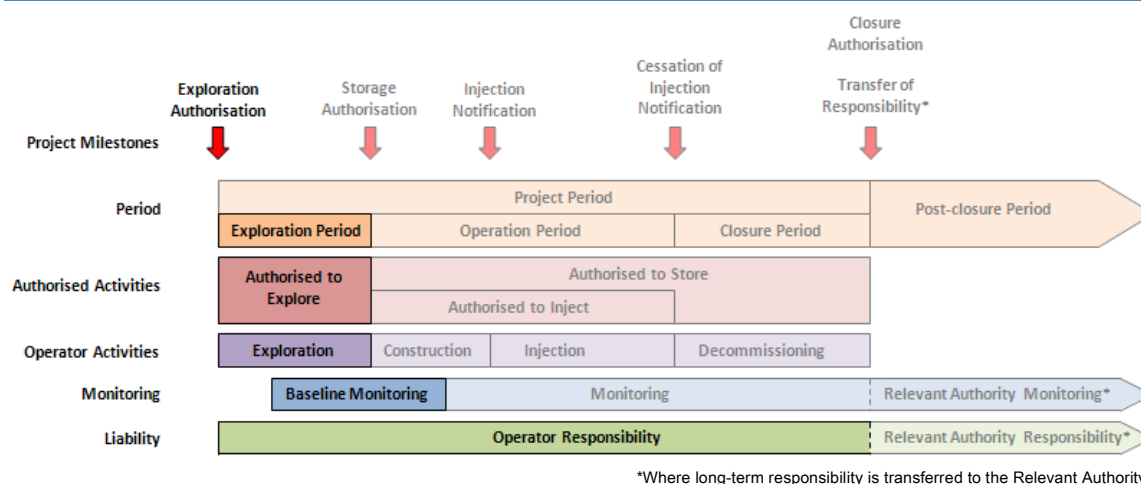 Closure
Authorisation
Cessation of
Injection
Notification
Exploration
Authorisation
Storage
Authorisation
Injection
Notification
Transfer of
Responsibility*
Project Milestones
Period
Project Period
Post-closure Period
Exploration Period
Operation Period
Closure Period
Authorised Activities
Authorised to
Explore
Authorised to Store
Authorised to Inject
Operator Activities
Exploration
Construction
Injection
Decommissioning
Monitoring
Baseline Monitoring
Monitoring
Relevant Authority Monitoring*
Liability
Operator Responsibility
Relevant Authority Responsibility*
*Where long-term responsibility is transferred to the Relevant Authority